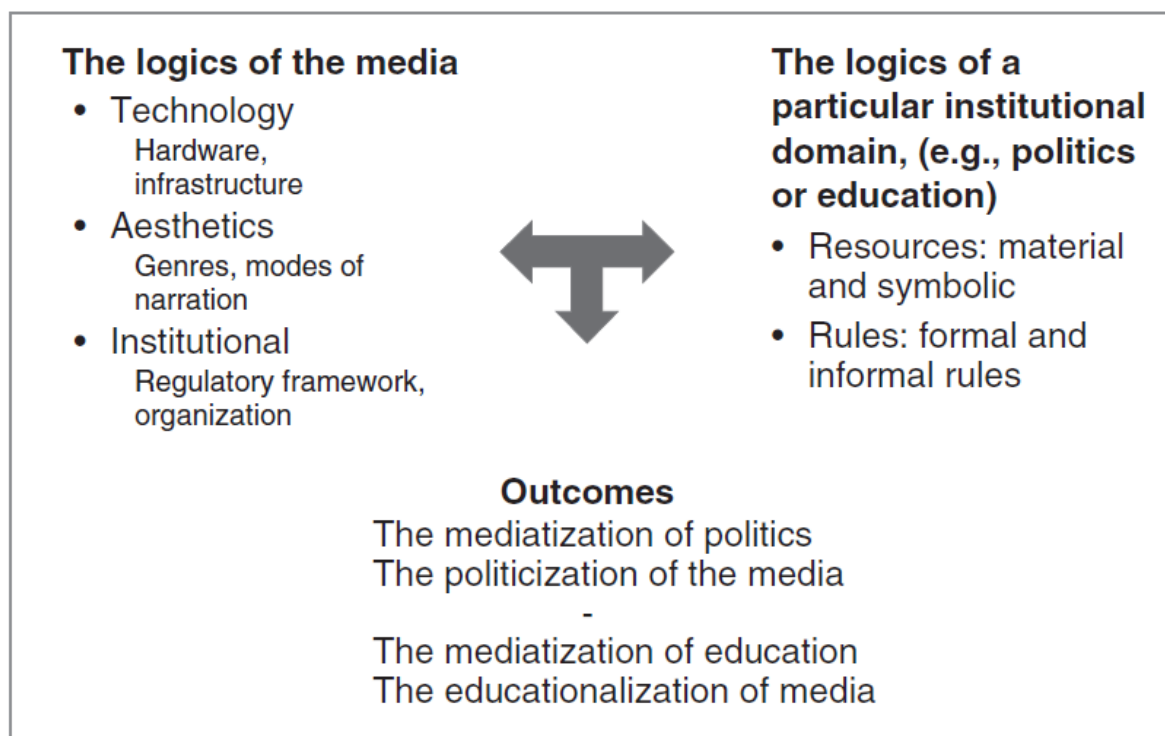 The logics of the media
• Technology
Hardware,
infrastructure
• Aesthetics
Genres, modes of
narration
• Institutional
Regulatory framework,
organization
The logics of a
particular institutional
domain, (e.g., politics
or education)
• Resources: material
and symbolic
• Rules: formal and
informal rules
Outcomes
The mediatization of politics
The politicization of the media
-
The mediatization of education
The educationalization of media